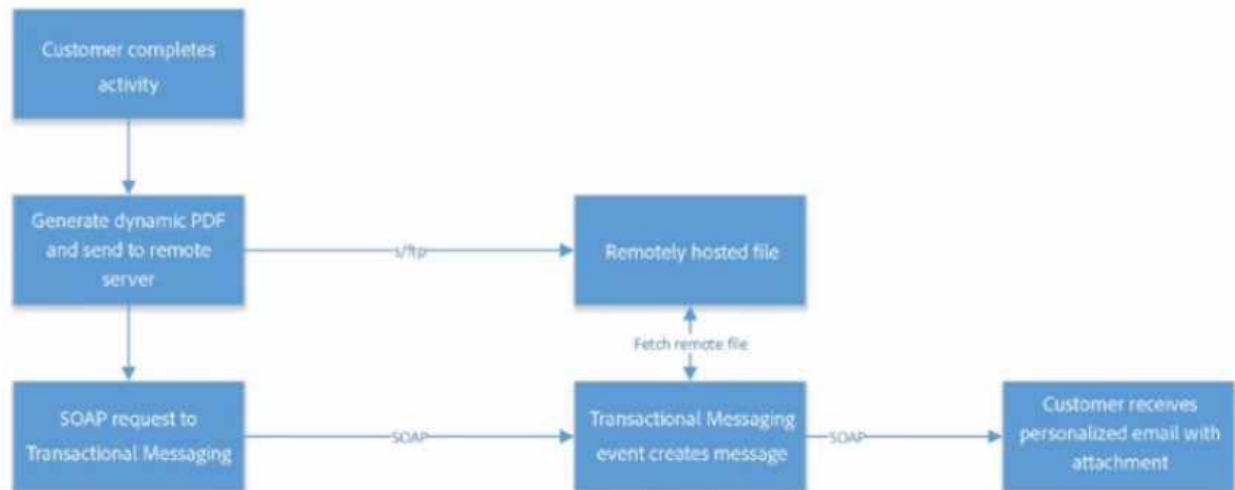 Customer completes
activity
Generate dynamic PDF
and send to remote
server
s/ftp
Remotely hosted file
Fetch remote file
SOAP request to
Transactional Messaging
SOAP
Transactional Messaging
event creates message
SOAP
Customer receives
personalized email with
attachment